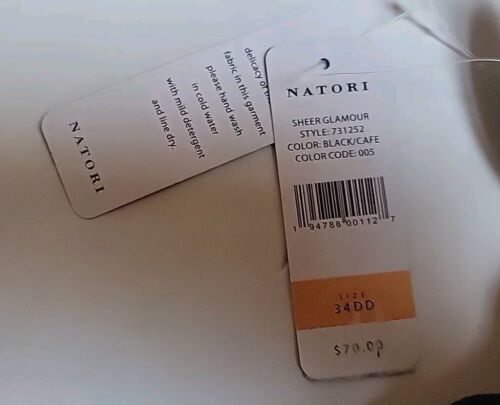 NATORI
delicacy of
fabric in this garment
please hand wash
in cold water
with mild detergent
and line dry.
NATORI
SHEER GLAMOUR
STYLE: 731252
COLOR: BLACK/CAFE
COLOR CODE: 005
1 94788 00112 7
SIZE
34DD
$70.00